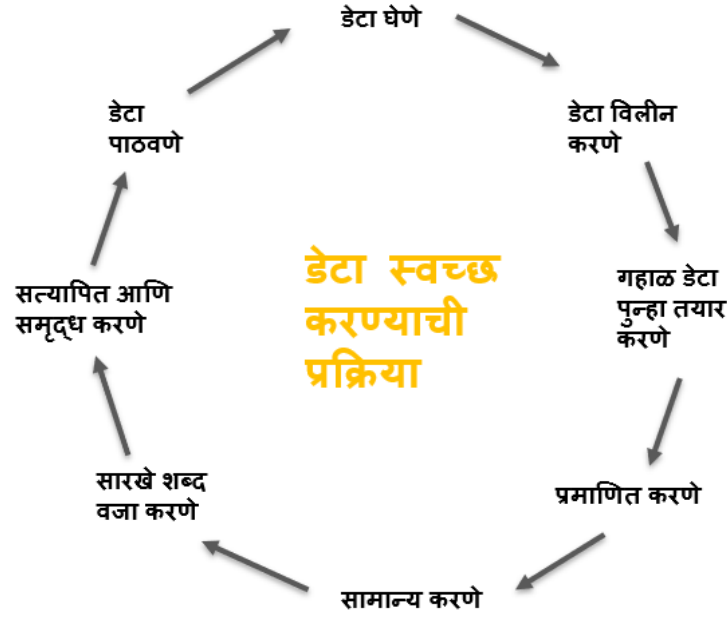 डेटा घेणे
डेटा विलीन
करणे
गहाळ डेटा
पुन्हा तयार
करणे
प्रमाणित करणे
सामान्य करणे
सारखे शब्द
वजा करणे
सत्यापित आणि
समृद्ध करणे
डेटा
पाठवणे
डेटा स्वच्छ
करण्याची
प्रक्रिया